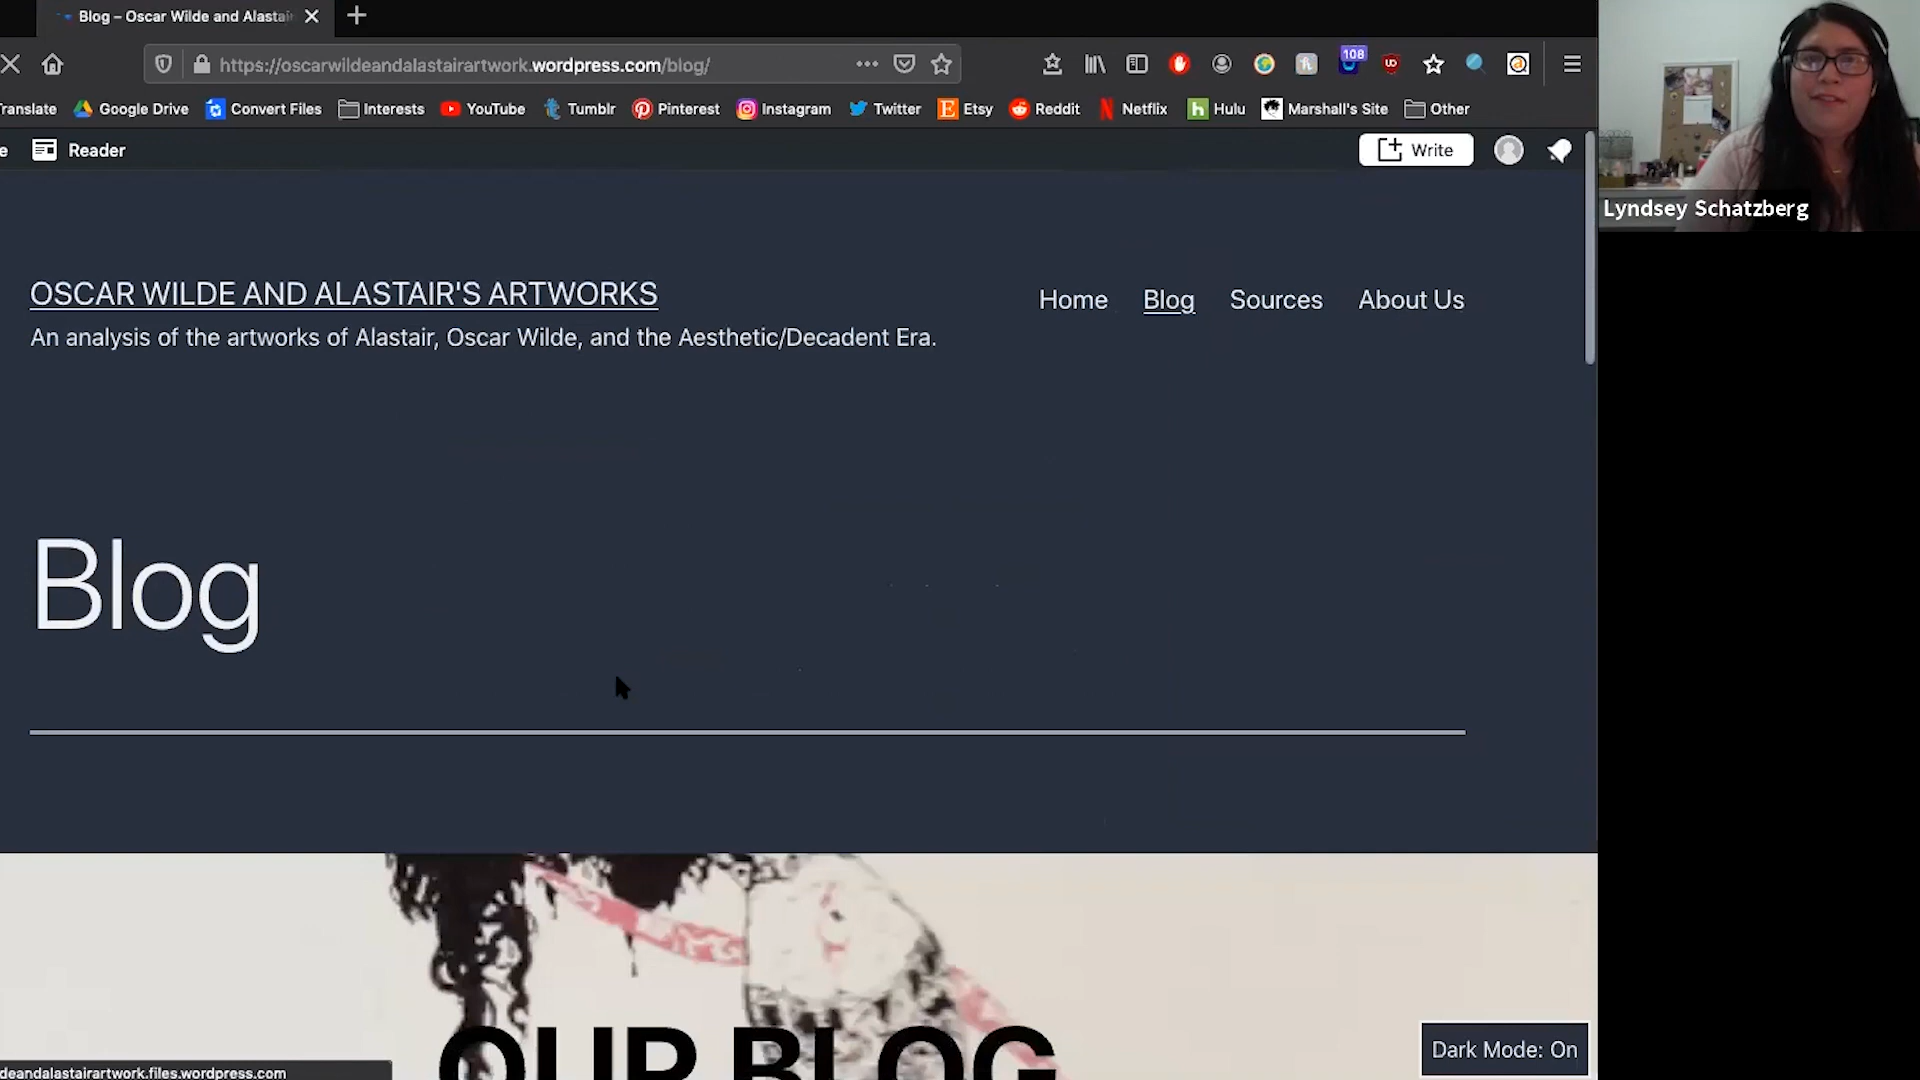 Blog – Oscar Wilde and Alastair
https://oscarwildeandalastairartwork.wordpress.com/blog/
108
ranslate Google Drive Convert Files Interests YouTube Tumblr Pinterest Instagram Twitter Etsy Reddit Netflix Hulu Marshall's Site Other
e Reader Write
Lyndsey Schatzberg
OSCAR WILDE AND ALASTAIR'S ARTWORKS
Home Blog Sources About Us
An analysis of the artworks of Alastair, Oscar Wilde, and the Aesthetic/Decadent Era.
Blog
OUR BLOG
Dark Mode: On
deandalastairartwork.files.wordpress.com